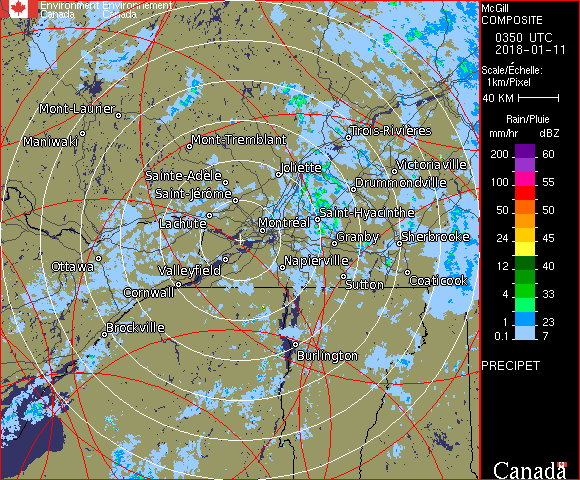 Environment Environnement
Canada Canada
McGill
COMPOSITE
0350 UTC
2018-01-11
Scale/Échelle:
1km/Pixel
40 KM
Rain/Pluie
mm/hr dBZ
200 60
100 55
50 50
24 45
12 40
4 33
1 23
0.1 7
PRECIPET
Canada
Mont-Laurier
Maniwaki
Mont-Tremblant
Trois-Rivières
Joliette
Victoriaville
Sainte-Adèle
Drummondville
Saint-Jérôme
Lachute
Saint-Hyacinthe
Montréal
Granby
Sherbrooke
Ottawa
Valleyfield
Napierville
Cornwall
Sutton
Coaticook
Brockville
Burlington